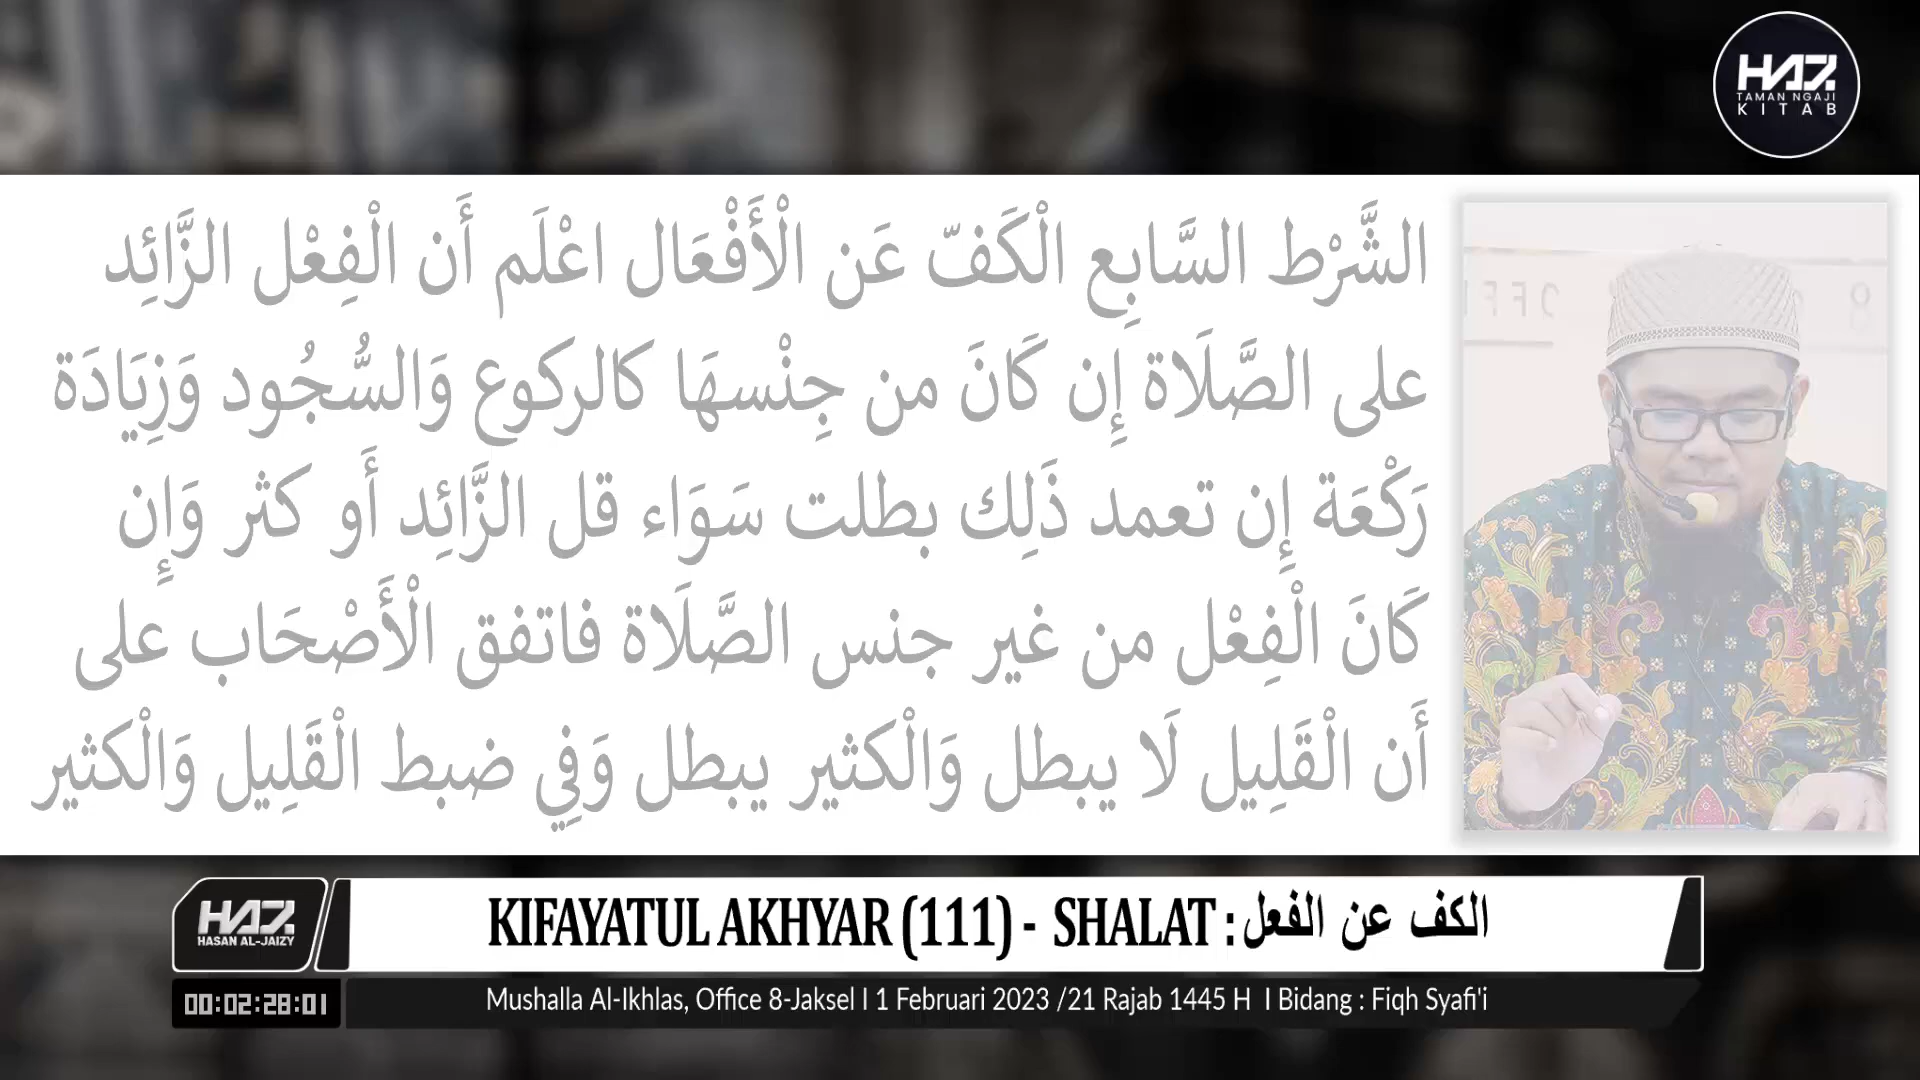 HAZ
TAMAN NGAJI
KITAB
الشَّرْط السَّابِع الْكَفّ عَن الْأَفْعَال اعْلَم أَن الْفِعْل الزَّائِد
على الصَّلَاة إِن كَانَ من جِنْسهَا كالركوع وَالسُّجُود وَزِيَادَة
رَكْعَة إِن تعمد ذَلِك بطلت سَوَاء قل الزَّائِد أَو كثر وَإِن
كَانَ الْفِعْل من غير جنس الصَّلَاة فاتفق الْأَصْحَاب على
أَن الْقَلِيل لَا يبطل وَالْكثير يبطل وَفِي ضبط الْقَلِيل وَالْكثير
OFFI
8
HAZ
HASAN AL-JAIZY
KIFAYATUL AKHYAR (111) - SHALAT : الكف عن الفعل
00:02:28:01
Mushalla Al-Ikhlas, Office 8-Jaksel I 1 Februari 2023 /21 Rajab 1445 H I Bidang : Fiqh Syafi'i